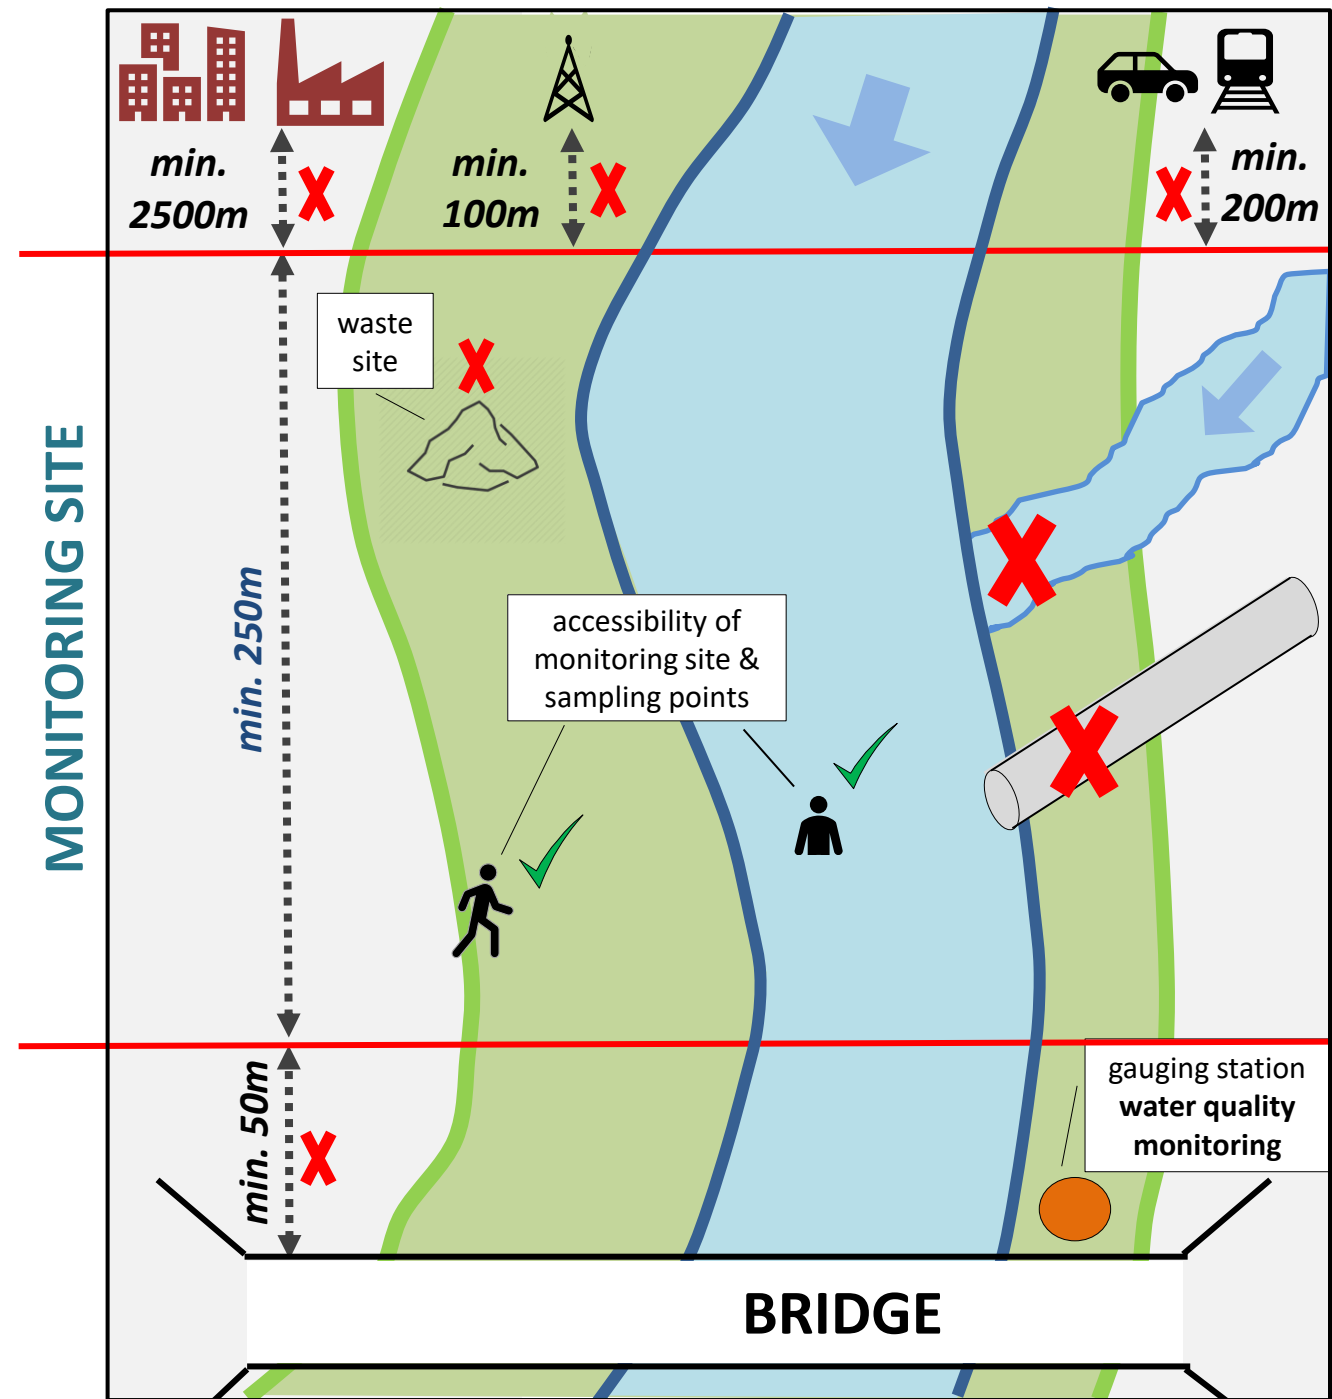 min.
2500m
min.
100m
min.
200m
waste
site
MONITORING SITE
min. 250m
accessibility of
monitoring site &
sampling points
min. 50m
gauging station
water quality
monitoring
BRIDGE